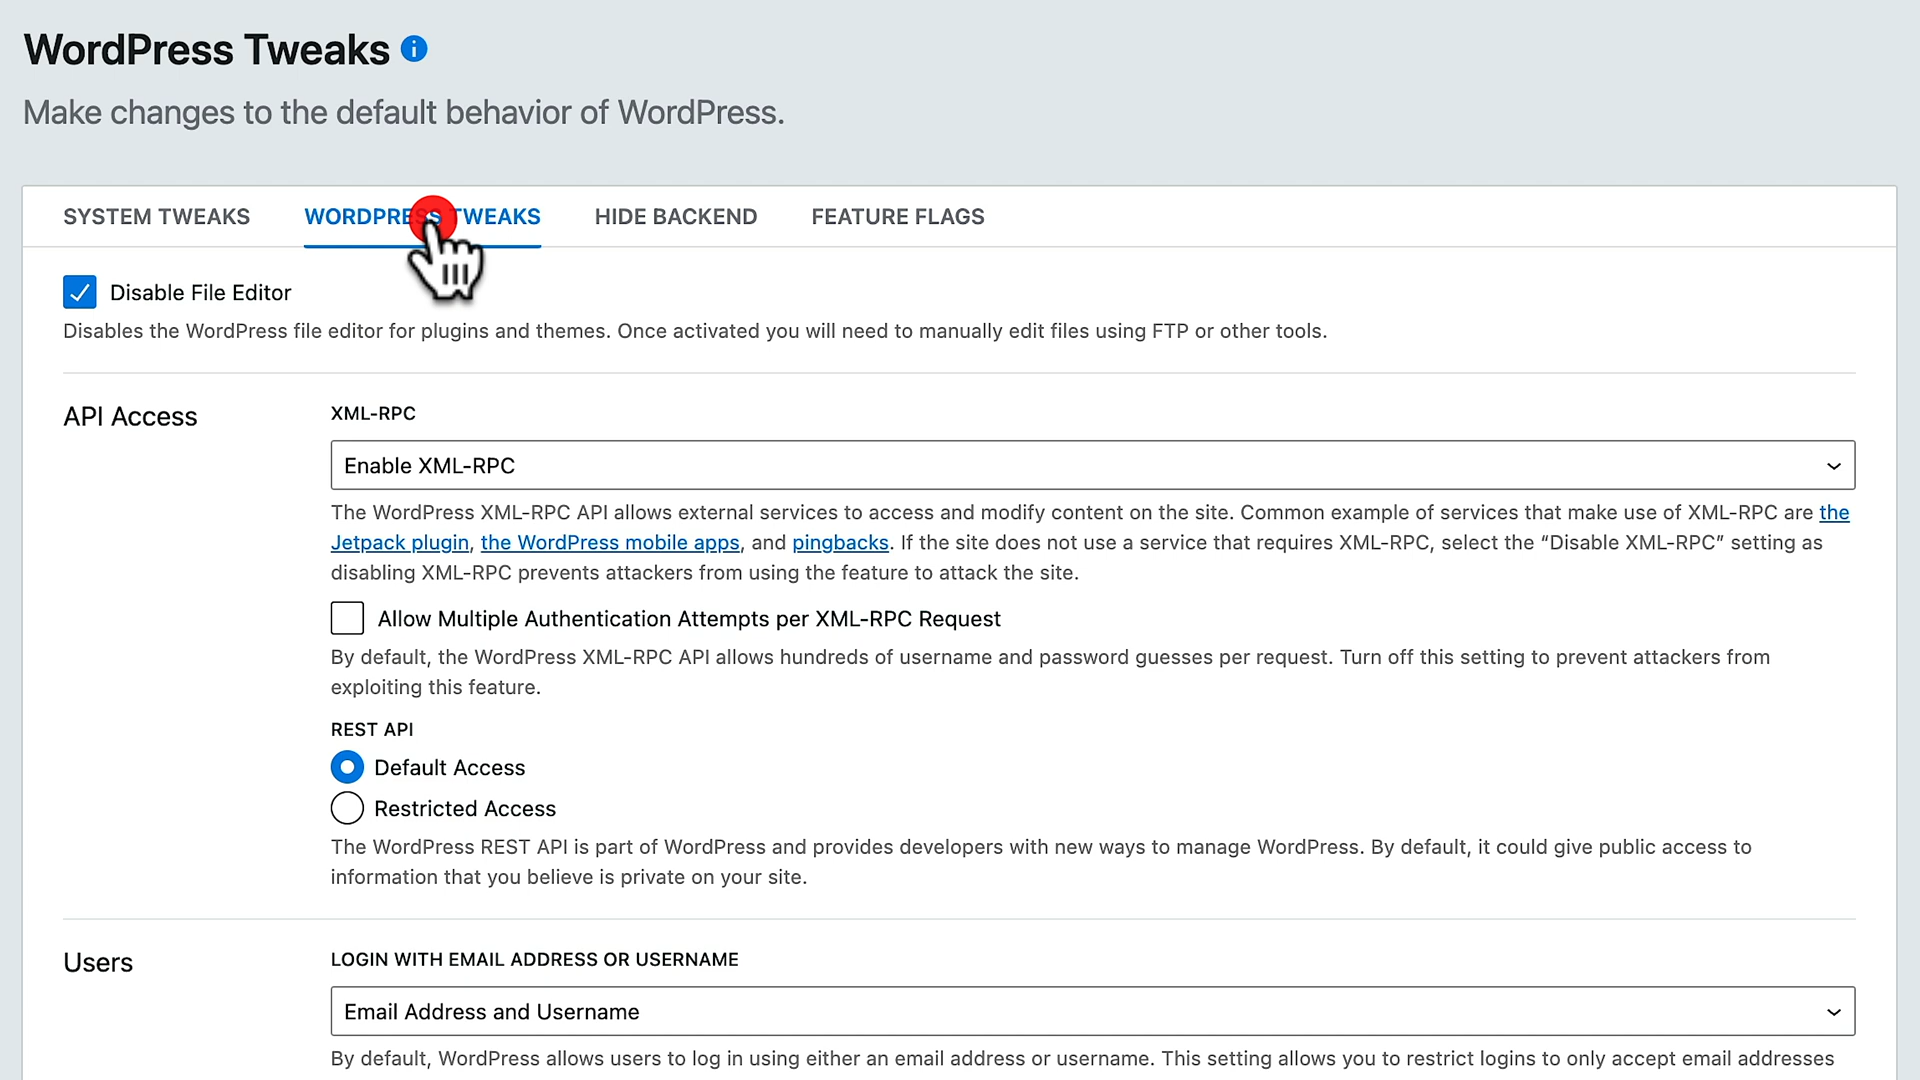 WordPress Tweaks
Make changes to the default behavior of WordPress.
SYSTEM TWEAKS
WORDPRESS TWEAKS
HIDE BACKEND
FEATURE FLAGS
Disable File Editor
Disables the WordPress file editor for plugins and themes. Once activated you will need to manually edit files using FTP or other tools.
API Access
XML-RPC
Enable XML-RPC
The WordPress XML-RPC API allows external services to access and modify content on the site. Common example of services that make use of XML-RPC are the
Jetpack plugin, the WordPress mobile apps, and pingbacks. If the site does not use a service that requires XML-RPC, select the “Disable XML-RPC” setting as
disabling XML-RPC prevents attackers from using the feature to attack the site.
Allow Multiple Authentication Attempts per XML-RPC Request
By default, the WordPress XML-RPC API allows hundreds of username and password guesses per request. Turn off this setting to prevent attackers from
exploiting this feature.
REST API
Default Access
Restricted Access
The WordPress REST API is part of WordPress and provides developers with new ways to manage WordPress. By default, it could give public access to
information that you believe is private on your site.
Users
LOGIN WITH EMAIL ADDRESS OR USERNAME
Email Address and Username
By default, WordPress allows users to log in using either an email address or username. This setting allows you to restrict logins to only accept email addresses